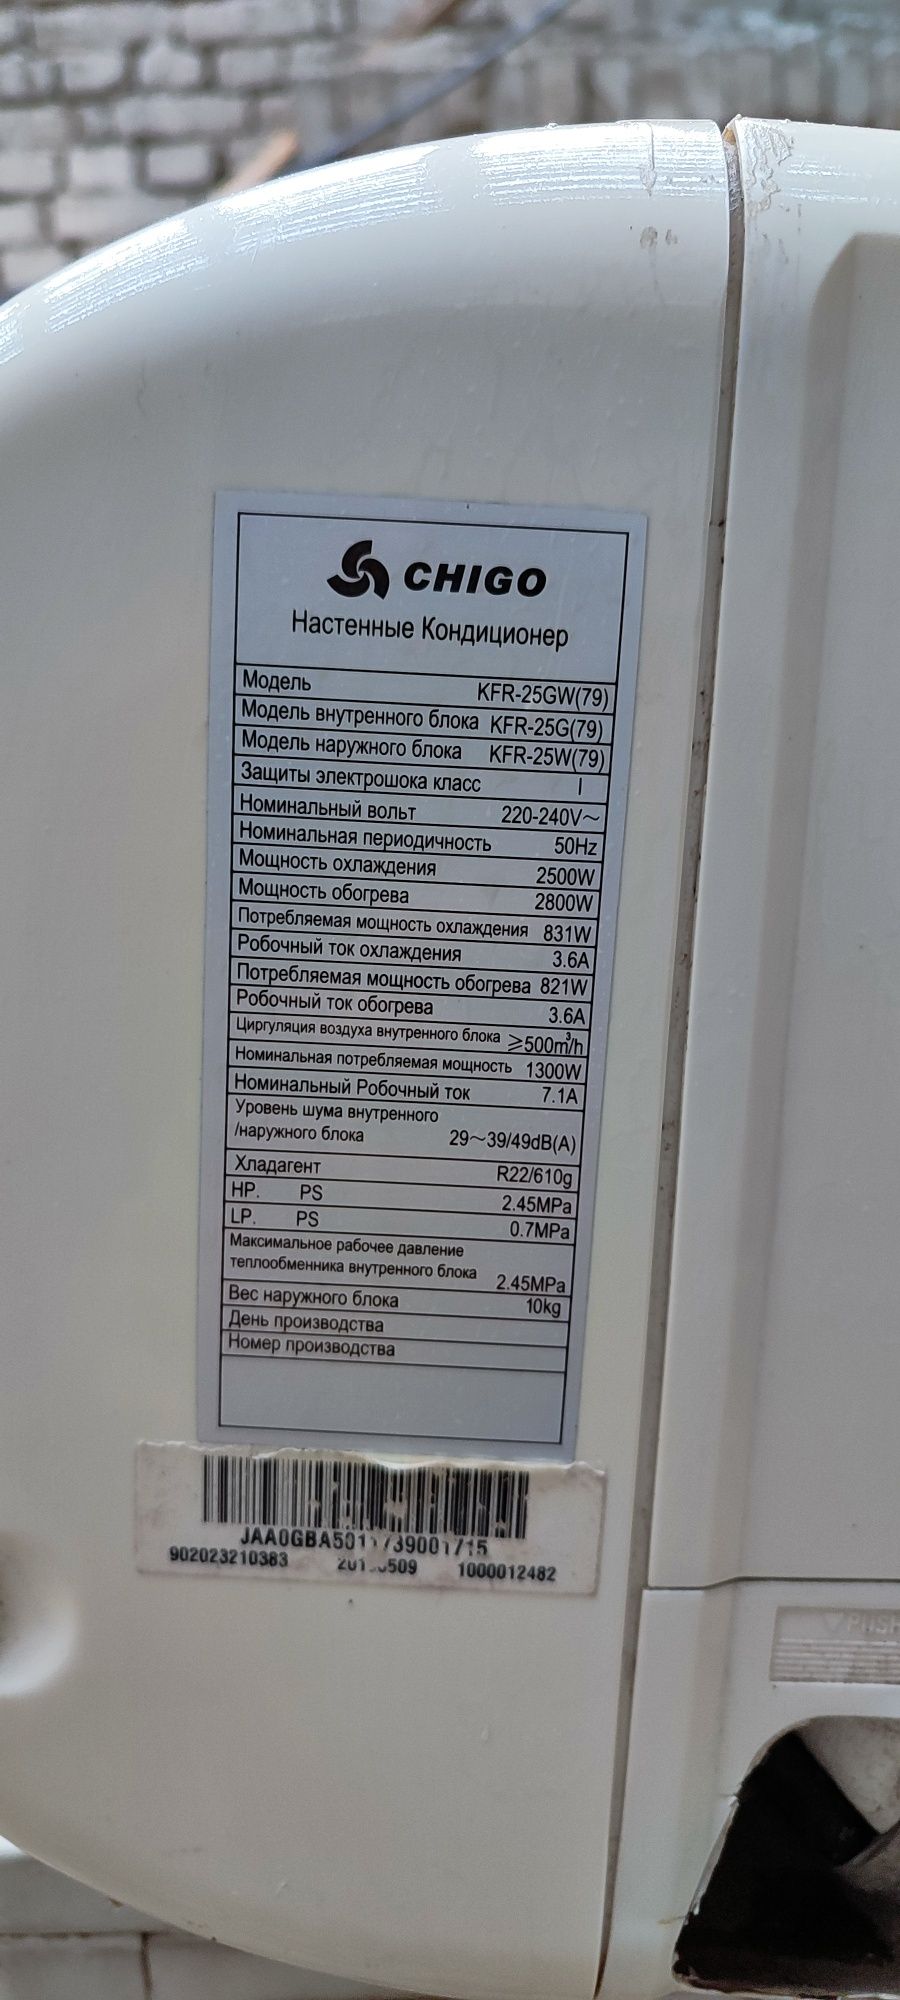 CHIGO
Настенные Кондиционер
Модель KFR-25GW(79)
Модель внутренного блока KFR-25G(79)
Модель наружного блока KFR-25W(79)
Защиты электрошока класс I
Номинальный вольт 220-240V~
Номинальная периодичность 50Hz
Мощность охлаждения 2500W
Мощность обогрева 2800W
Потребляемая мощность охлаждения 831W
Робочный ток охлаждения 3.6A
Потребляемая мощность обогрева 821W
Робочный ток обогрева 3.6A
Циргуляция воздуха внутренного блока ≥500m³/h
Номинальная потребляемая мощность 1300W
Номинальный Робочный ток 7.1A
Уровень шума внутренного
/наружного блока 29~39/49dB(A)
Хладагент R22/610g
HP. PS 2.45MPa
LP. PS 0.7MPa
Максимальное рабочее давление
теплообменника внутренного блока 2.45MPa
Вес наружного блока 10kg
День производства
Номер производства
902023210383 1000012482
PUSH